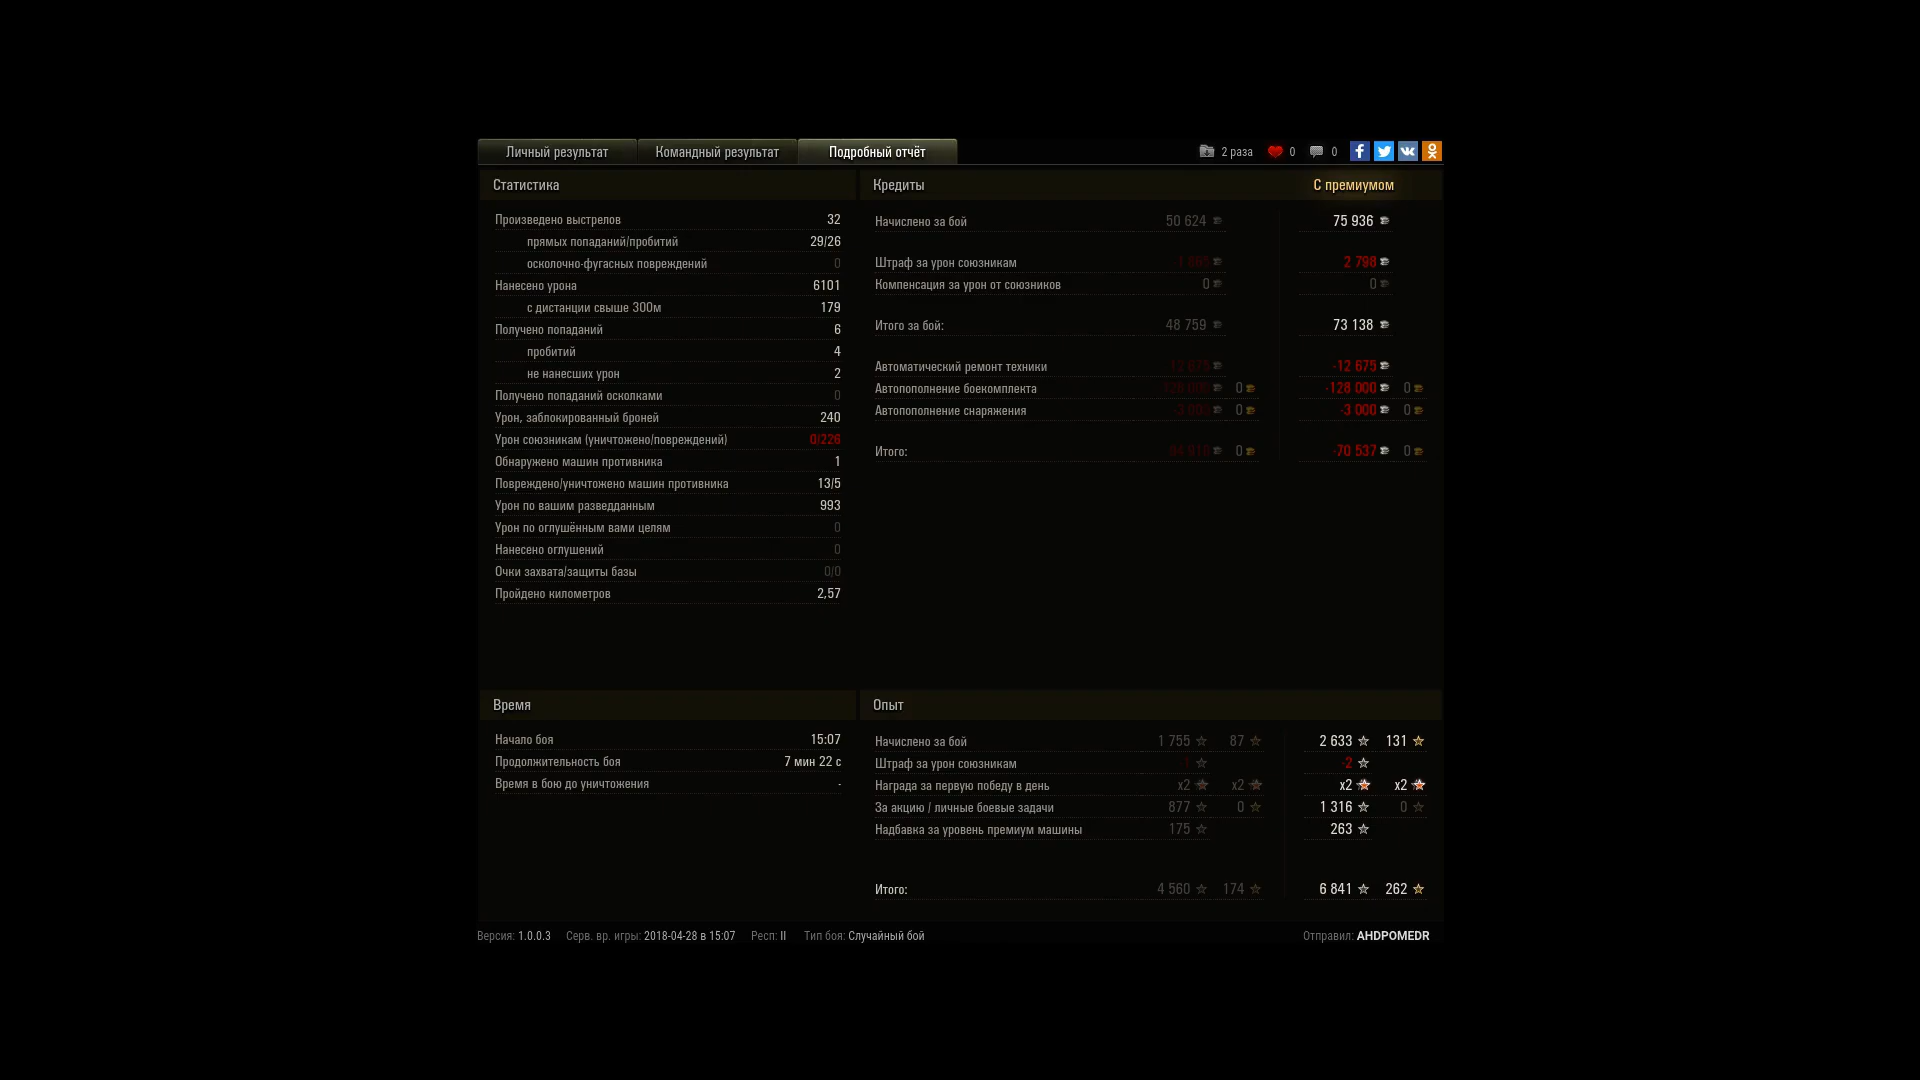 Личный результат Командный результат Подробный отчёт 2 раза 0 0
Статистика
Произведено выстрелов 32
прямых попаданий/пробитий 29/26
осколочно-фугасных повреждений 0
Нанесено урона 6101
с дистанции свыше 300м 179
Получено попаданий 6
пробитий 4
не нанесших урон 2
Получено попаданий осколками 0
Урон, заблокированный броней 240
Урон союзникам (уничтожено/повреждений) 0/226
Обнаружено машин противника 1
Повреждено/уничтожено машин противника 13/5
Урон по вашим разведданным 993
Урон по оглушённым вами целям 0
Нанесено оглушений 0
Очки захвата/защиты базы 0/0
Пройдено километров 2,57
Кредиты С премиумом
Начислено за бой 50 624 75 936
Штраф за урон союзникам 2 798
Компенсация за урон от союзников 0 0
Итого за бой: 48 759 73 138
Автоматический ремонт техники -12 675
Автопополнение боекомплекта 0 -128 000 0
Автопополнение снаряжения -3 000 0 -3 000 0
Итого: 0 -70 537 0
Время
Начало боя 15:07
Продолжительность боя 7 мин 22 с
Время в бою до уничтожения -
Опыт
Начислено за бой 1 755 87 2 633 131
Штраф за урон союзникам -2
Награда за первую победу в день x2 x2 x2 x2
За акцию / личные боевые задачи 877 0 1 316 0
Надбавка за уровень премиум машины 175 263
Итого: 4 560 174 6 841 262
Версия: 1.0.0.3 Серв. вр. игры: 2018-04-28 в 15:07 Респ: II Тип боя: Случайный бой Отправил: AHDPOMEDR